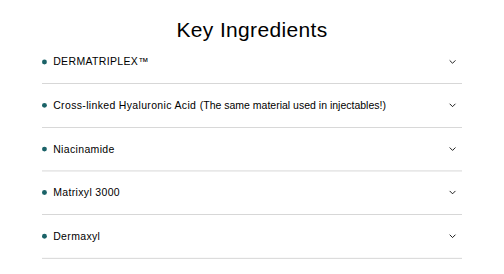 Key Ingredients
DERMATRIPLEX™
Cross-linked Hyaluronic Acid (The same material used in injectables!)
Niacinamide
Matrixyl 3000
Dermaxyl